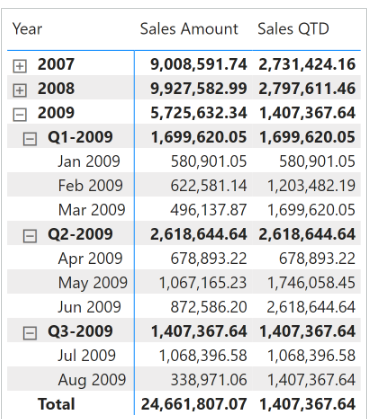 Year Sales Amount Sales QTD
2007 9,008,591.74 2,731,424.16
2008 9,927,582.99 2,797,611.46
2009 5,725,632.34 1,407,367.64
Q1-2009 1,699,620.05 1,699,620.05
Jan 2009 580,901.05 580,901.05
Feb 2009 622,581.14 1,203,482.19
Mar 2009 496,137.87 1,699,620.05
Q2-2009 2,618,644.64 2,618,644.64
Apr 2009 678,893.22 678,893.22
May 2009 1,067,165.23 1,746,058.45
Jun 2009 872,586.20 2,618,644.64
Q3-2009 1,407,367.64 1,407,367.64
Jul 2009 1,068,396.58 1,068,396.58
Aug 2009 338,971.06 1,407,367.64
Total 24,661,807.07 1,407,367.64